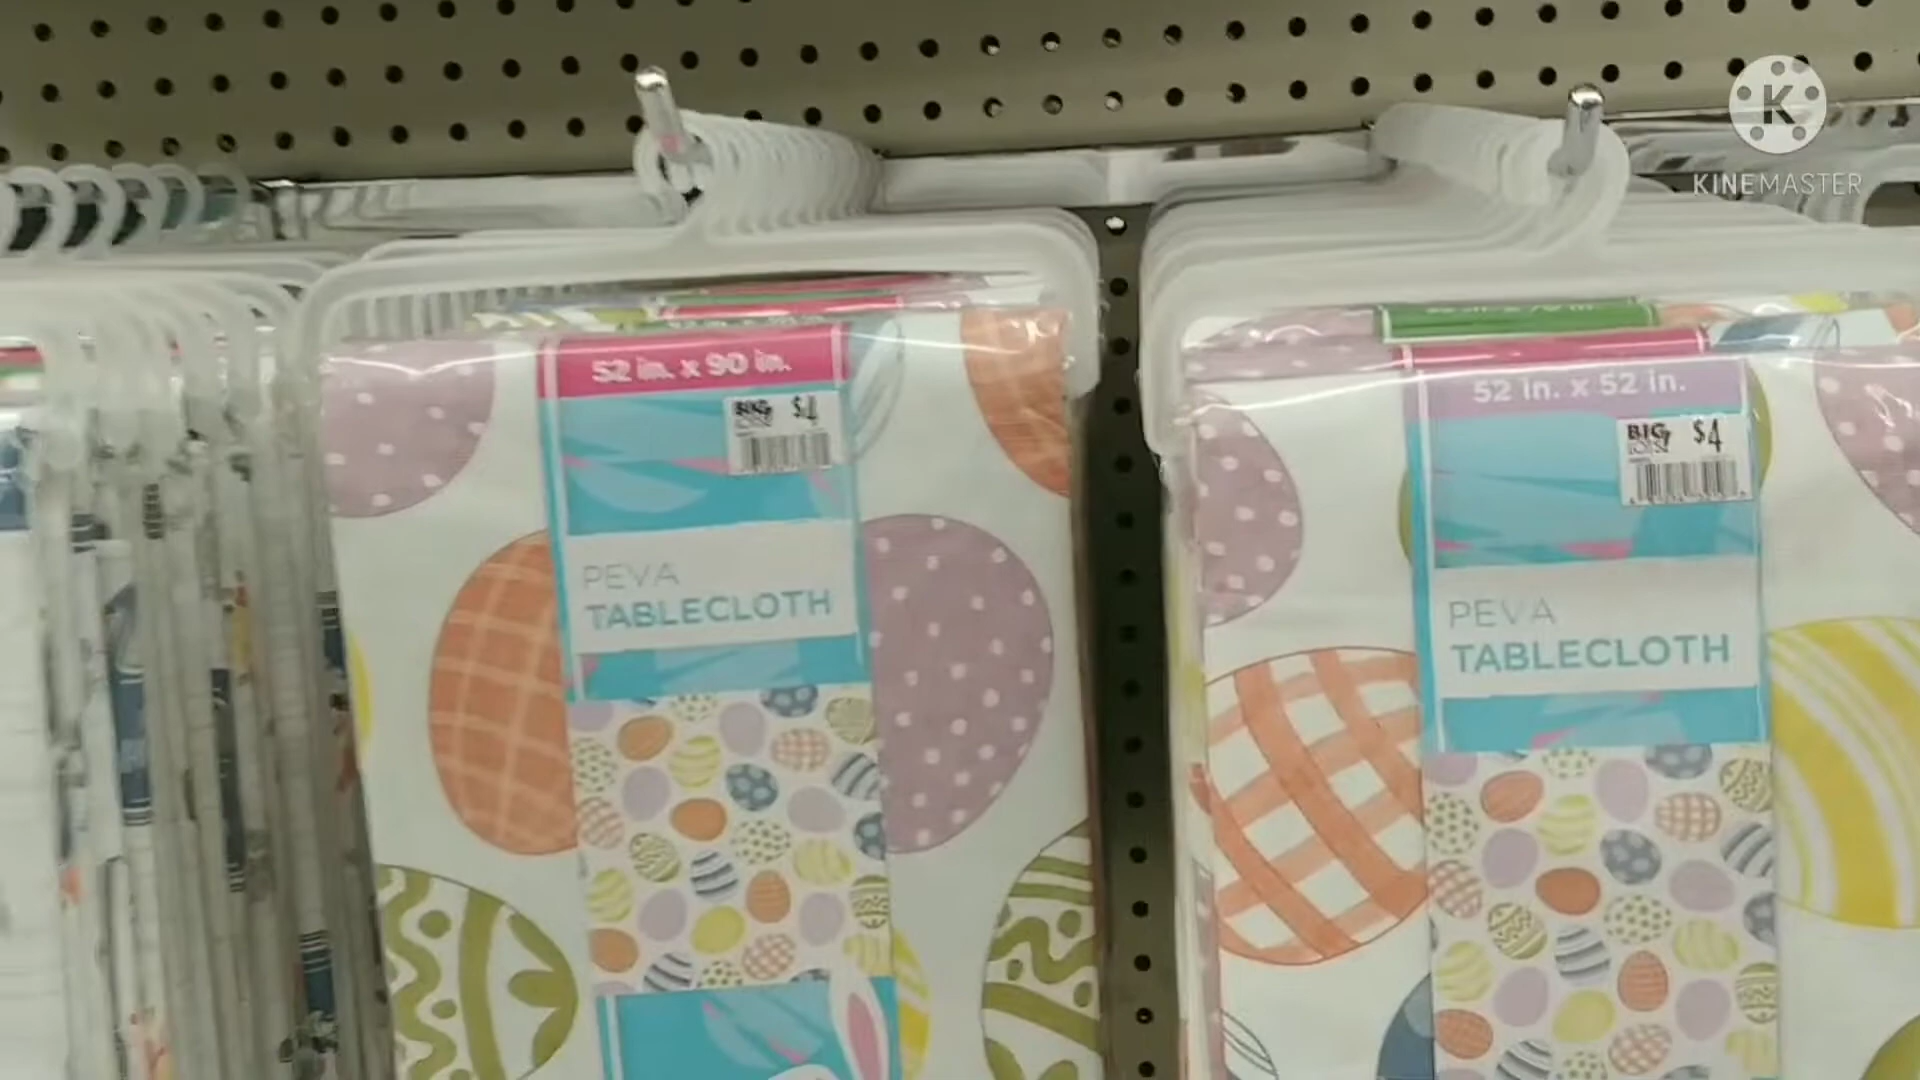 KINEMASTER
52 in. x 90 in.
BIG $4
LOTS!
PEVA
TABLECLOTH
52 in. x 52 in.
BIG $4
LOTS!
PEVA
TABLECLOTH